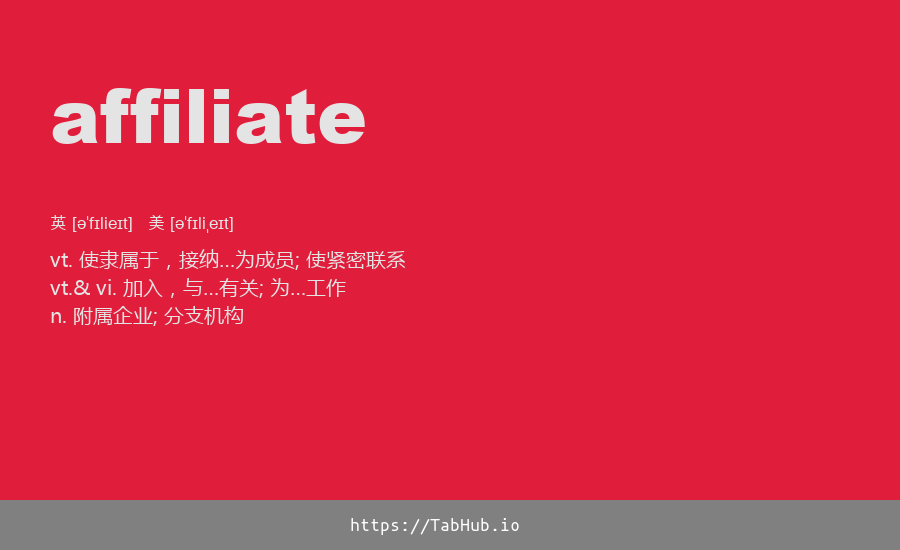 affiliate
英 [ə'fɪlieɪt] 美 [ə'fɪliˌeɪt]
vt. 使隶属于，接纳…为成员; 使紧密联系
vt.& vi. 加入，与…有关; 为…工作
n. 附属企业; 分支机构
https://TabHub.io